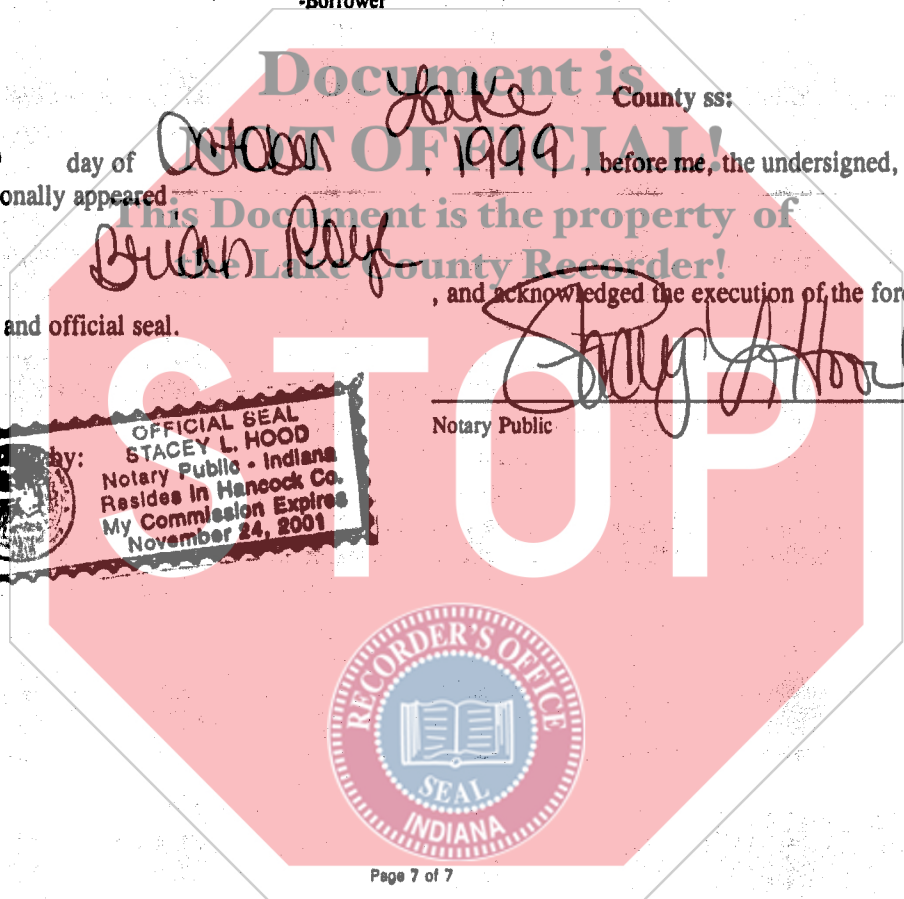 -Borrower
Document is
Lake County ss:
NOT OFFICIAL!
day of October , 1999 , before me, the undersigned,
onally appeared
This Document is the property of
Brian
the Lake County Recorder!
, and acknowledged the execution of the fore
and official seal.
Stacey L Hood
Notary Public
STOP
by:
OFFICIAL SEAL
STACEY L. HOOD
Notary Public - Indiana
Resides in Hancock Co.
My Commission Expires
November 24, 2001
RECORDER'S OFFICE
SEAL
INDIANA
Page 7 of 7